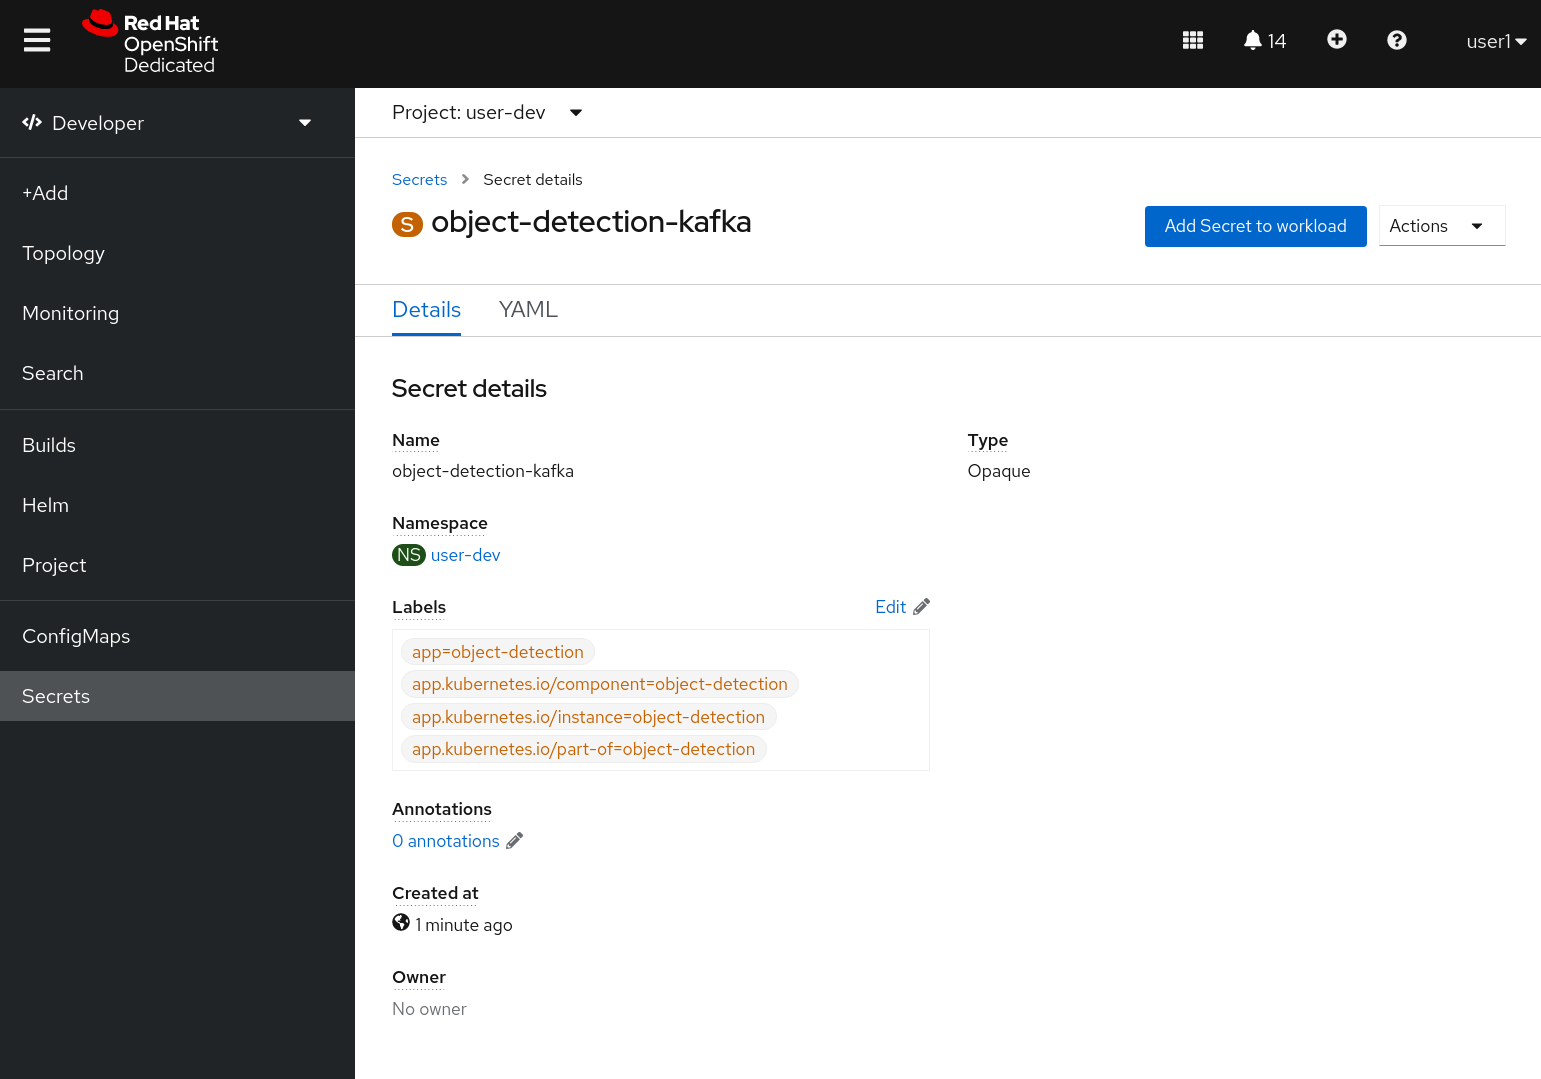 Red Hat
OpenShift
Dedicated
14
user1
Developer
+Add
Topology
Monitoring
Search
Builds
Helm
Project
ConfigMaps
Secrets
Project: user-dev
Secrets > Secret details
S object-detection-kafka
Add Secret to workload
Actions
Details
YAML
Secret details
Name
object-detection-kafka
Type
Opaque
Namespace
NS user-dev
Labels
Edit
app=object-detection
app.kubernetes.io/component=object-detection
app.kubernetes.io/instance=object-detection
app.kubernetes.io/part-of=object-detection
Annotations
0 annotations
Created at
1 minute ago
Owner
No owner